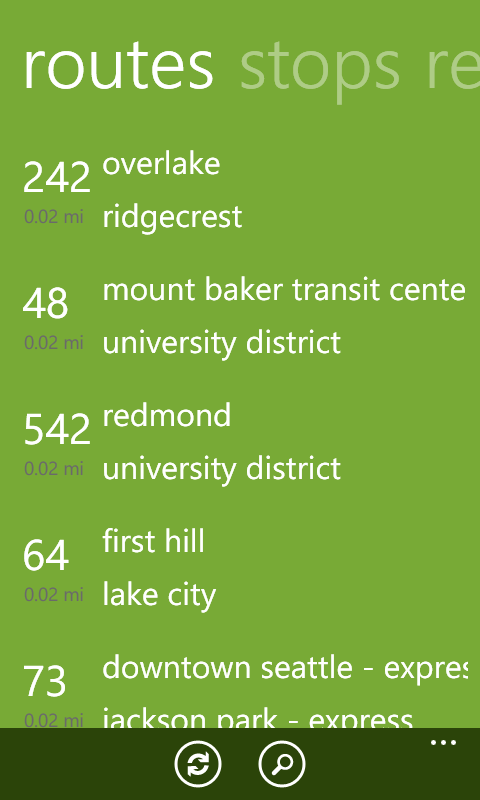 routes stops re
242 overlake
0.02 mi ridgecrest
48 mount baker transit cente
0.02 mi university district
542 redmond
0.02 mi university district
64 first hill
0.02 mi lake city
73 downtown seattle - expres
0.02 mi jackson park - express